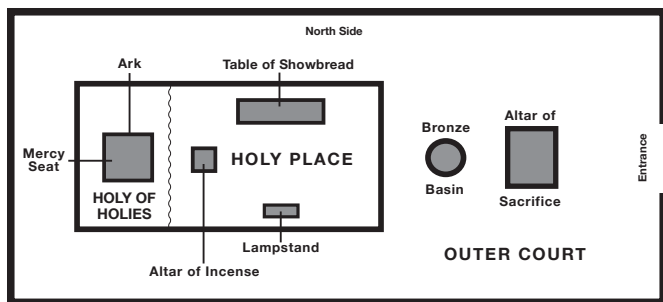 North Side
Ark
Table of Showbread
Altar of
Bronze
Mercy
Seat
HOLY PLACE
Entrance
Basin
Sacrifice
HOLY OF
HOLIES
Lampstand
OUTER COURT
Altar of Incense